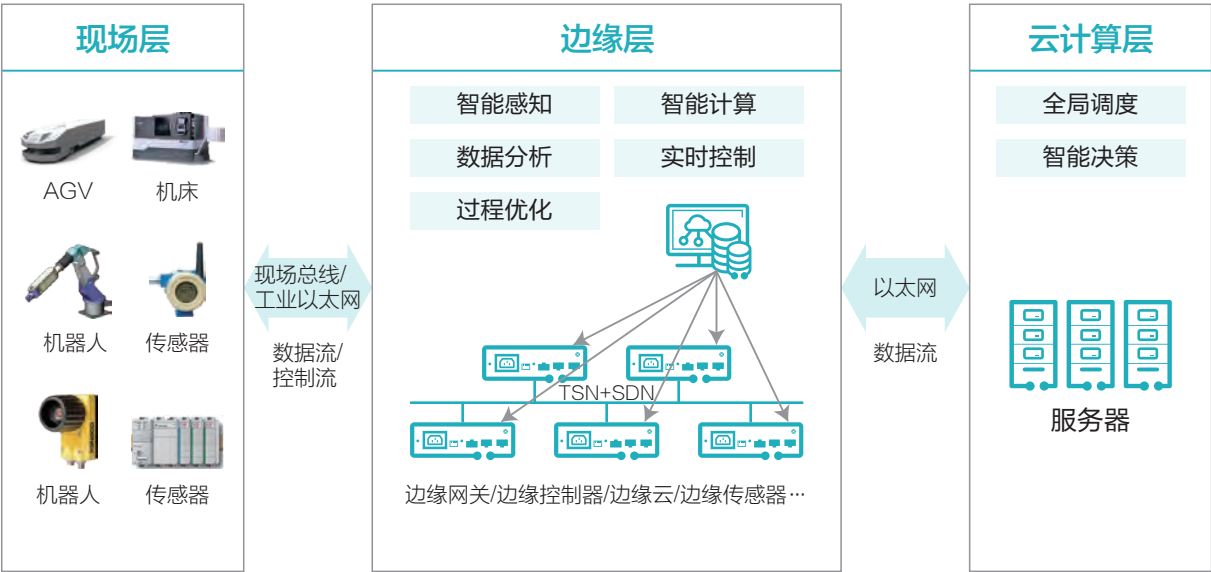 现场层
AGV
机床
机器人
传感器
机器人
传感器
现场总线/
工业以太网
数据流/
控制流
边缘层
智能感知
智能计算
数据分析
实时控制
过程优化
TSN+SDN
边缘网关/边缘控制器/边缘云/边缘传感器…
以太网
数据流
云计算层
全局调度
智能决策
服务器